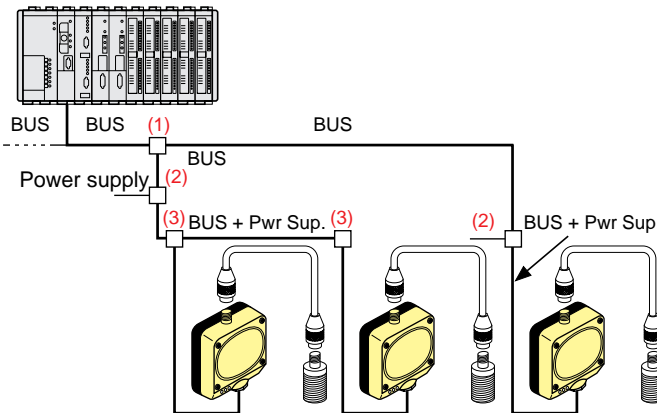 BUS BUS (1) BUS
BUS
Power supply (2)
(3) BUS + Pwr Sup. (3) (2) BUS + Pwr Sup